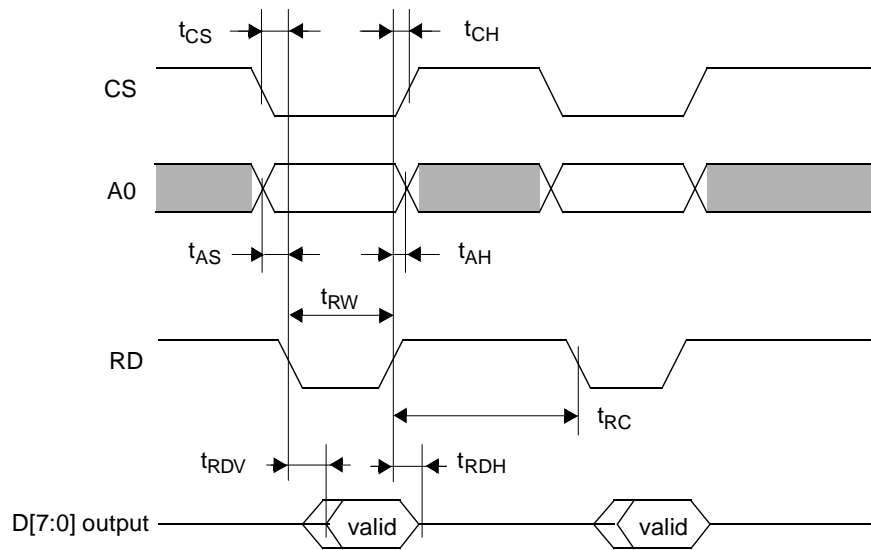 tCS
tCH
CS
A0
tAS
tAH
tRW
RD
tRC
tRDV
tRDH
D[7:0] output
valid
valid